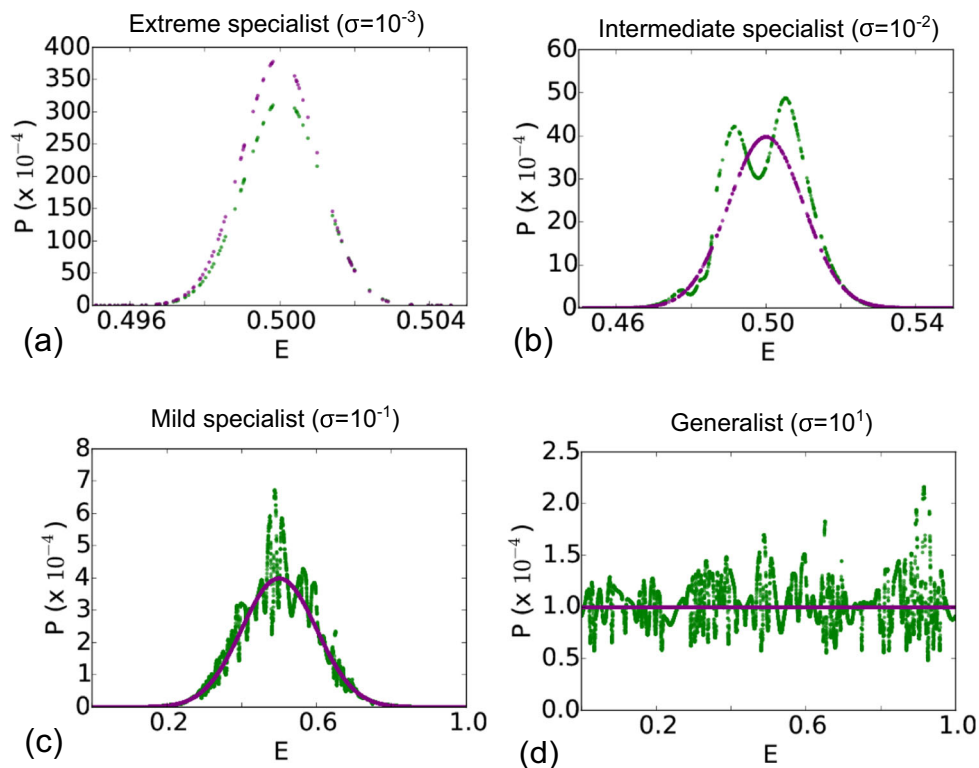 Extreme specialist (σ=10⁻³)
400
350
300
250
200
150
100
50
0
P (x 10⁻⁴ )
0.496
0.500
0.504
E
(a)
Intermediate specialist (σ=10⁻²)
60
50
40
30
20
10
0
P (x 10⁻⁴ )
0.46
0.50
0.54
E
(b)
Mild specialist (σ=10⁻¹)
8
7
6
5
4
3
2
1
0
P (x 10⁻⁴ )
0.2
0.6
1.0
E
(c)
Generalist (σ=10¹)
2.5
2.0
1.5
1.0
0.5
0.0
P (x 10⁻⁴ )
0.2
0.6
1.0
E
(d)